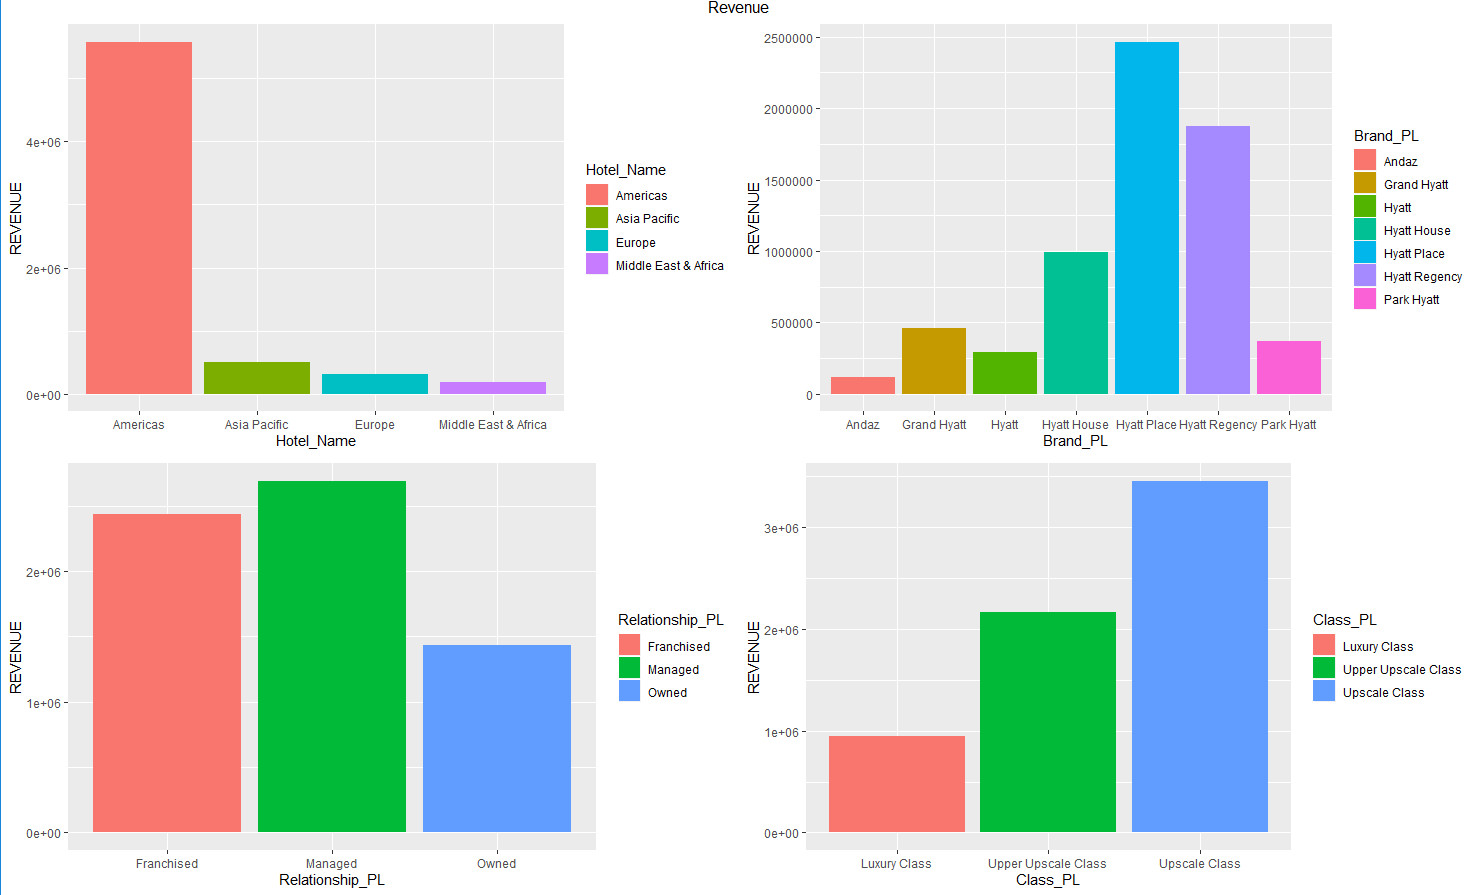 Revenue
REVENUE
4e+06
2e+06
0e+00
Americas
Asia Pacific
Europe
Middle East & Africa
Hotel_Name
Hotel_Name
Americas
Asia Pacific
Europe
Middle East & Africa
REVENUE
2500000
2000000
1500000
1000000
500000
0
Andaz
Grand Hyatt
Hyatt
Hyatt House
Hyatt Place
Hyatt Regency
Park Hyatt
Brand_PL
Brand_PL
Andaz
Grand Hyatt
Hyatt
Hyatt House
Hyatt Place
Hyatt Regency
Park Hyatt
REVENUE
2e+06
1e+06
0e+00
Franchised
Managed
Owned
Relationship_PL
Relationship_PL
Franchised
Managed
Owned
REVENUE
3e+06
2e+06
1e+06
0e+00
Luxury Class
Upper Upscale Class
Upscale Class
Class_PL
Class_PL
Luxury Class
Upper Upscale Class
Upscale Class